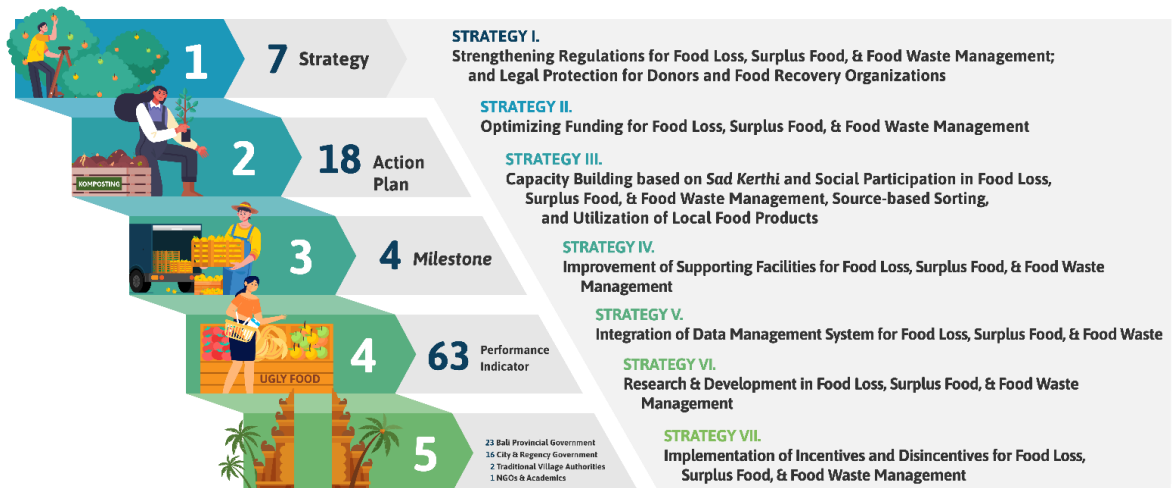 1
7 Strategy
KOMPOSTING
2
18 Action
Plan
3
4 Milestone
UGLY FOOD
4
63 Performance
Indicator
5
23 Bali Provincial Government
16 City & Regency Government
2 Traditional Village Authorities
1 NGOs & Academics
STRATEGY I.
Strengthening Regulations for Food Loss, Surplus Food, & Food Waste Management;
and Legal Protection for Donors and Food Recovery Organizations
STRATEGY II.
Optimizing Funding for Food Loss, Surplus Food, & Food Waste Management
STRATEGY III.
Capacity Building based on Sad Kerthi and Social Participation in Food Loss,
Surplus Food, & Food Waste Management, Source-based Sorting,
and Utilization of Local Food Products
STRATEGY IV.
Improvement of Supporting Facilities for Food Loss, Surplus Food, & Food Waste
Management
STRATEGY V.
Integration of Data Management System for Food Loss, Surplus Food, & Food Waste
STRATEGY VI.
Research & Development in Food Loss, Surplus Food, & Food Waste
Management
STRATEGY VII.
Implementation of Incentives and Disincentives for Food Loss,
Surplus Food, & Food Waste Management